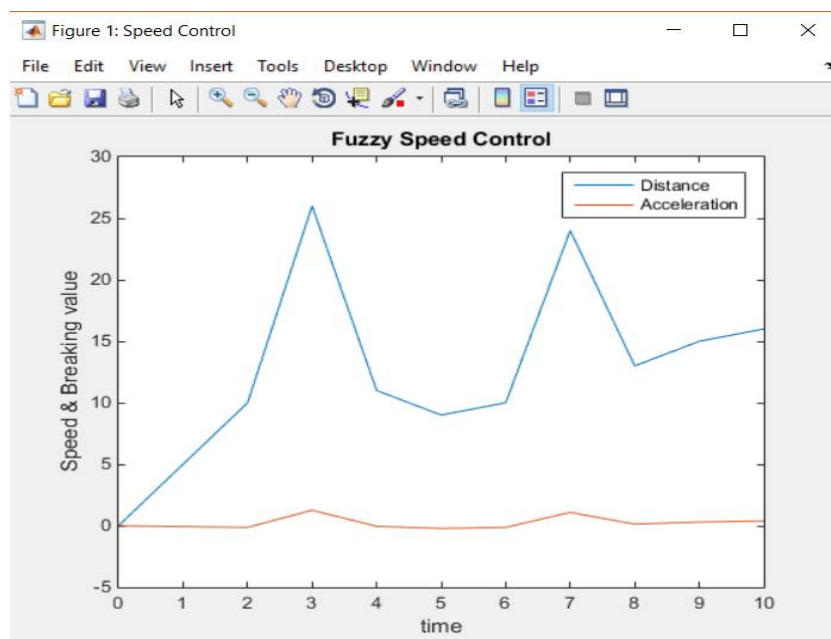 Figure 1: Speed Control
File Edit View Insert Tools Desktop Window Help
Fuzzy Speed Control
Distance
Acceleration
Speed & Breaking value
30
25
20
15
10
5
0
-5
0 1 2 3 4 5 6 7 8 9 10
time